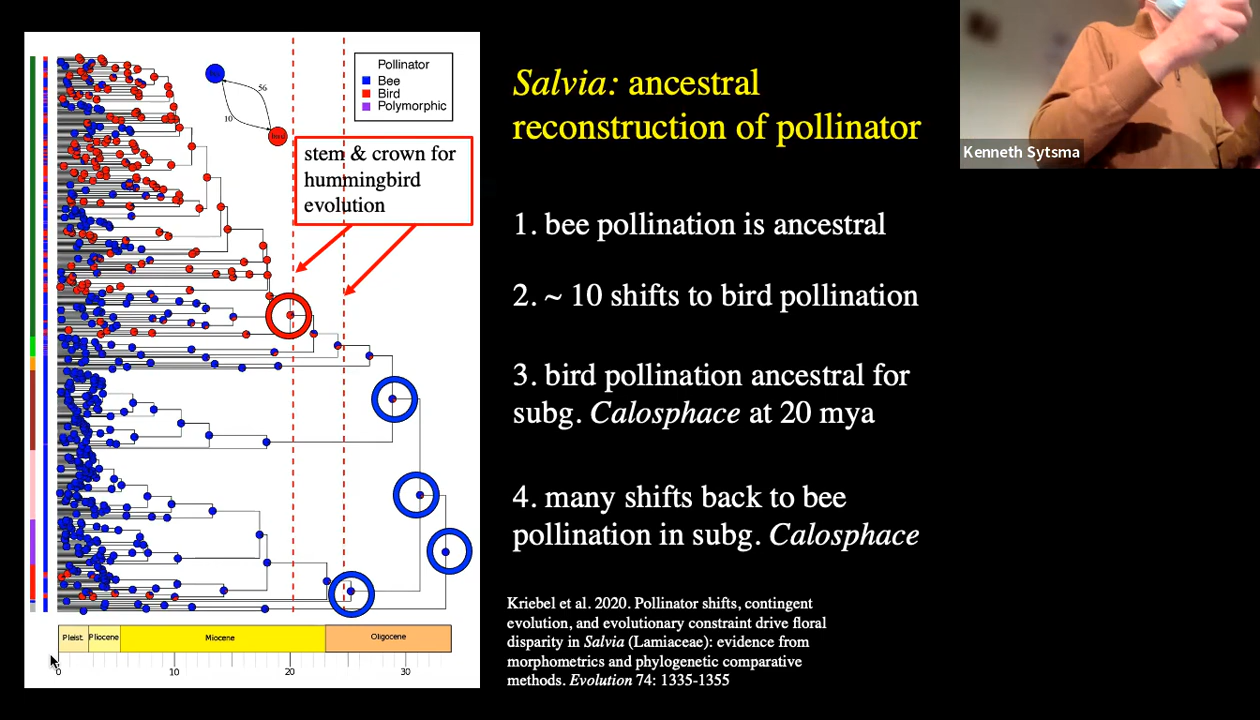 Pollinator
Bee
Bird
Polymorphic
56
10
stem & crown for
hummingbird
evolution
Pleist.
Pliocene
Miocene
Oligocene
0
10
20
30
Salvia: ancestral
reconstruction of pollinator
1. bee pollination is ancestral
2. ~ 10 shifts to bird pollination
3. bird pollination ancestral for
subg. Calosphace at 20 mya
4. many shifts back to bee
pollination in subg. Calosphace
Kriebel et al. 2020. Pollinator shifts, contingent
evolution, and evolutionary constraint drive floral
disparity in Salvia (Lamiaceae): evidence from
morphometrics and phylogenetic comparative
methods. Evolution 74: 1335-1355
Kenneth Sytsma